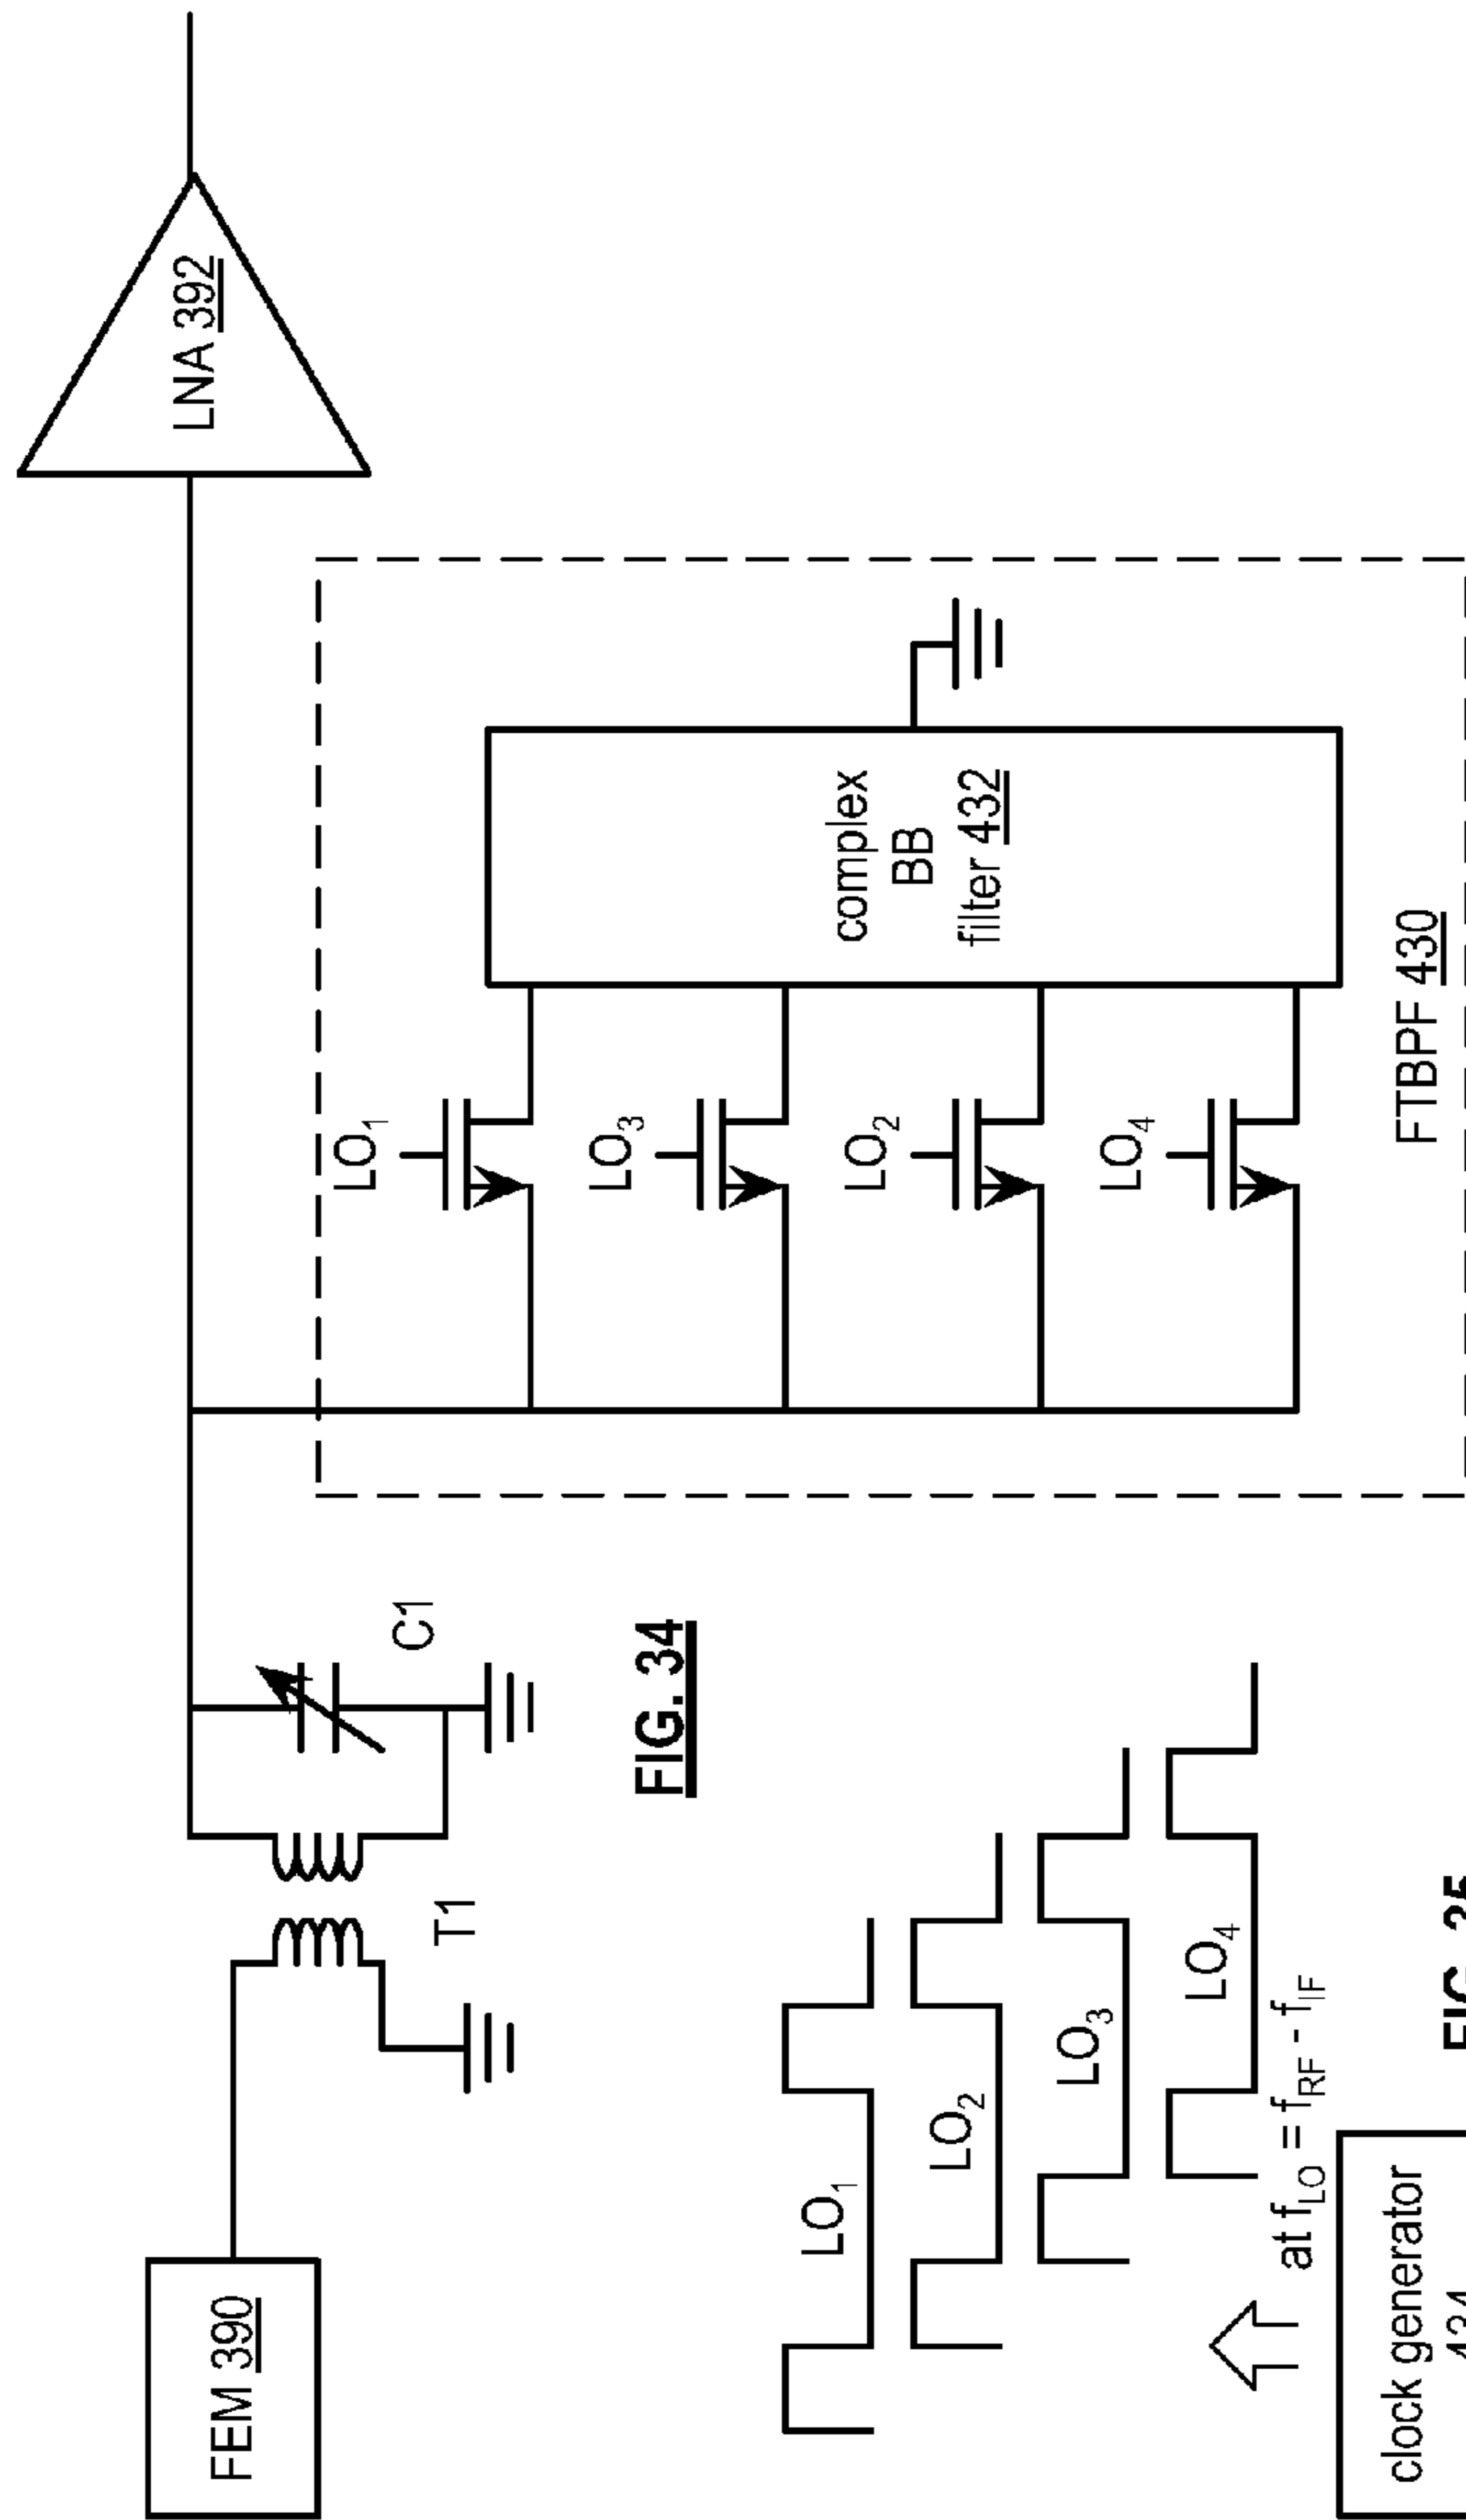 FEM 390
T1
C1
LNA 392
LO1
LO3
LO2
LO4
complex
BB
filter 432
FTBPF 430
FIG. 34
LO1
LO2
LO3
LO4
at fLO = fRF - fIF
clock generator